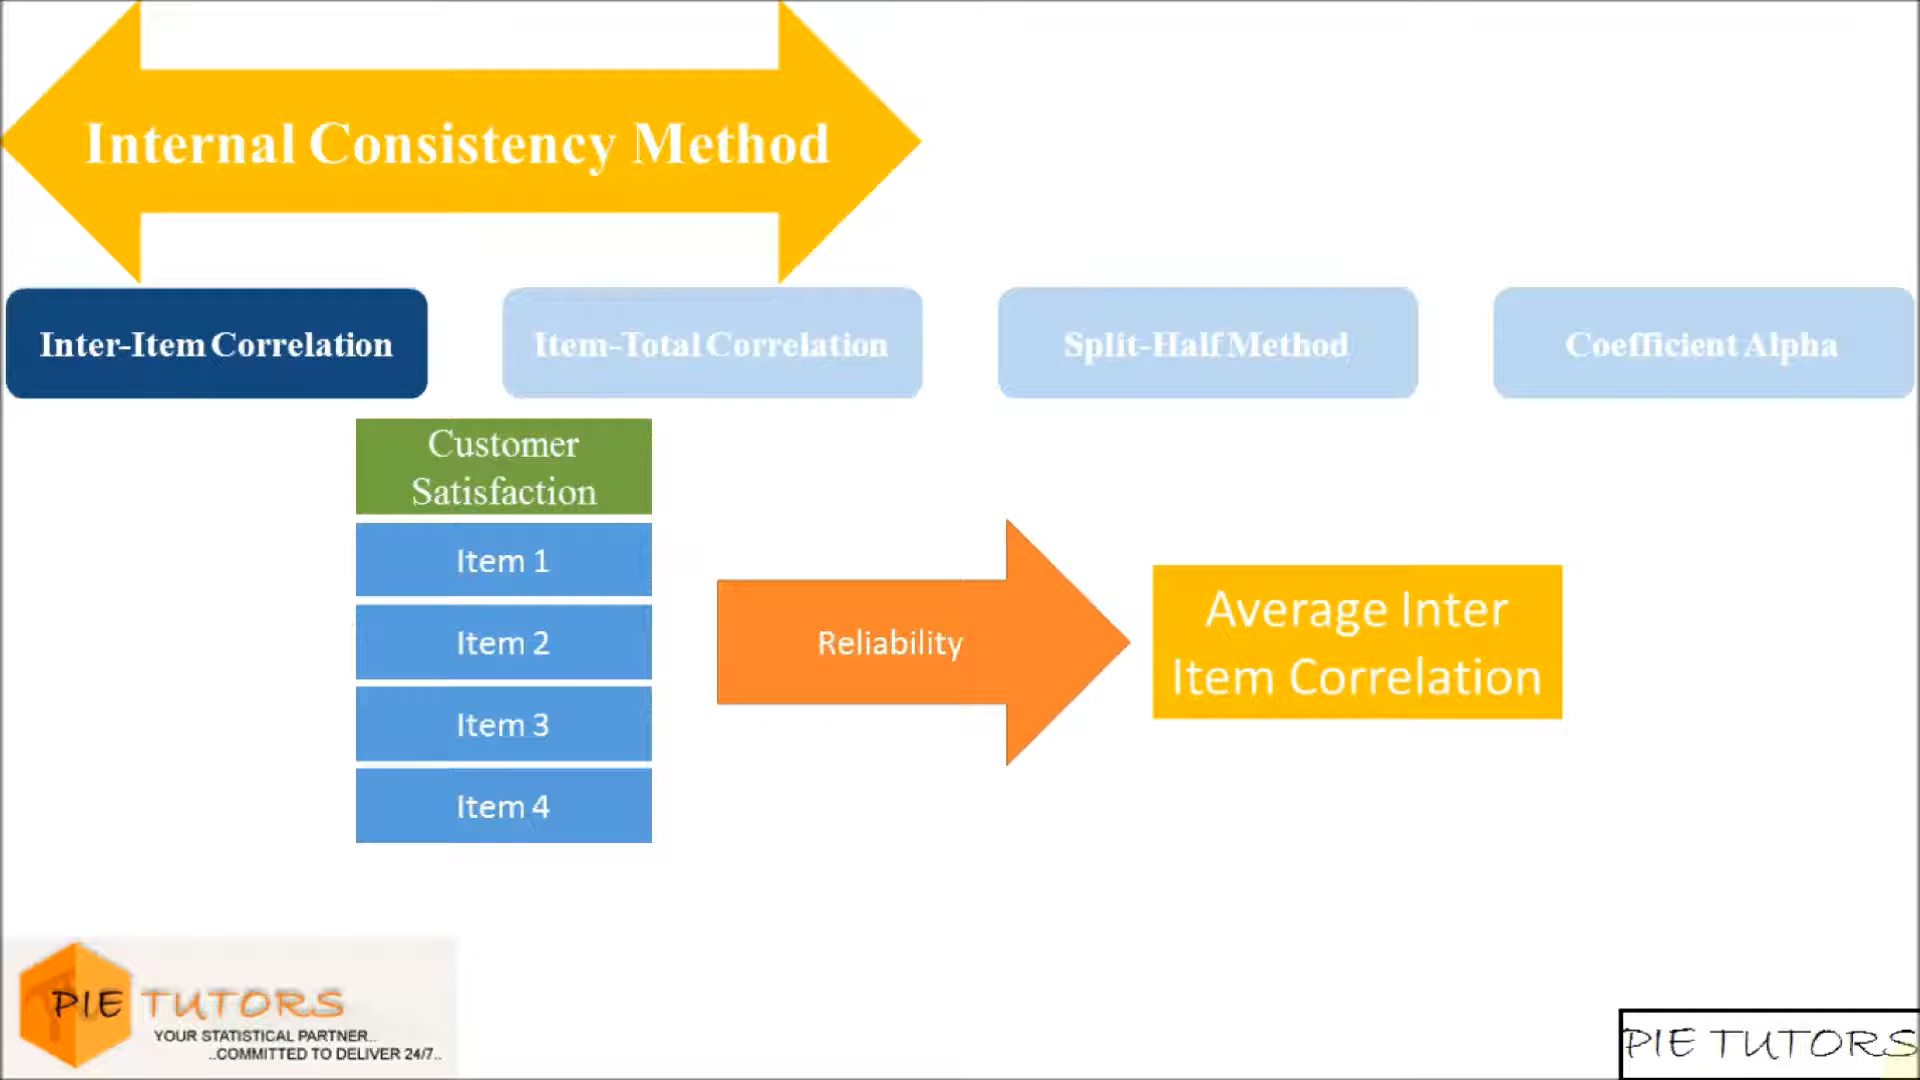 Internal Consistency Method
Inter-Item Correlation
Item-Total Correlation
Split-Half Method
Coefficient Alpha
Customer
Satisfaction
Item 1
Item 2
Item 3
Item 4
Reliability
Average Inter
Item Correlation
PIE TUTORS
YOUR STATISTICAL PARTNER..
..COMMITTED TO DELIVER 24/7..
PIE TUTORS